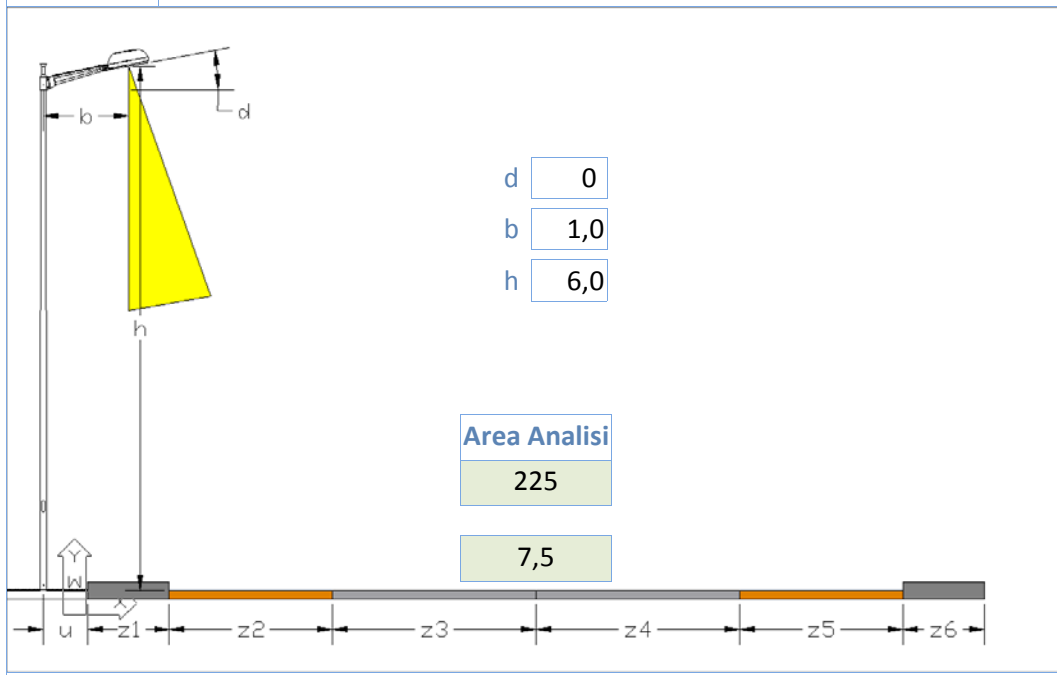 b
d
h
d 0
b 1,0
h 6,0
Area Analisi
225
7,5
Y
W
X
u z1 z2 z3 z4 z5 z6